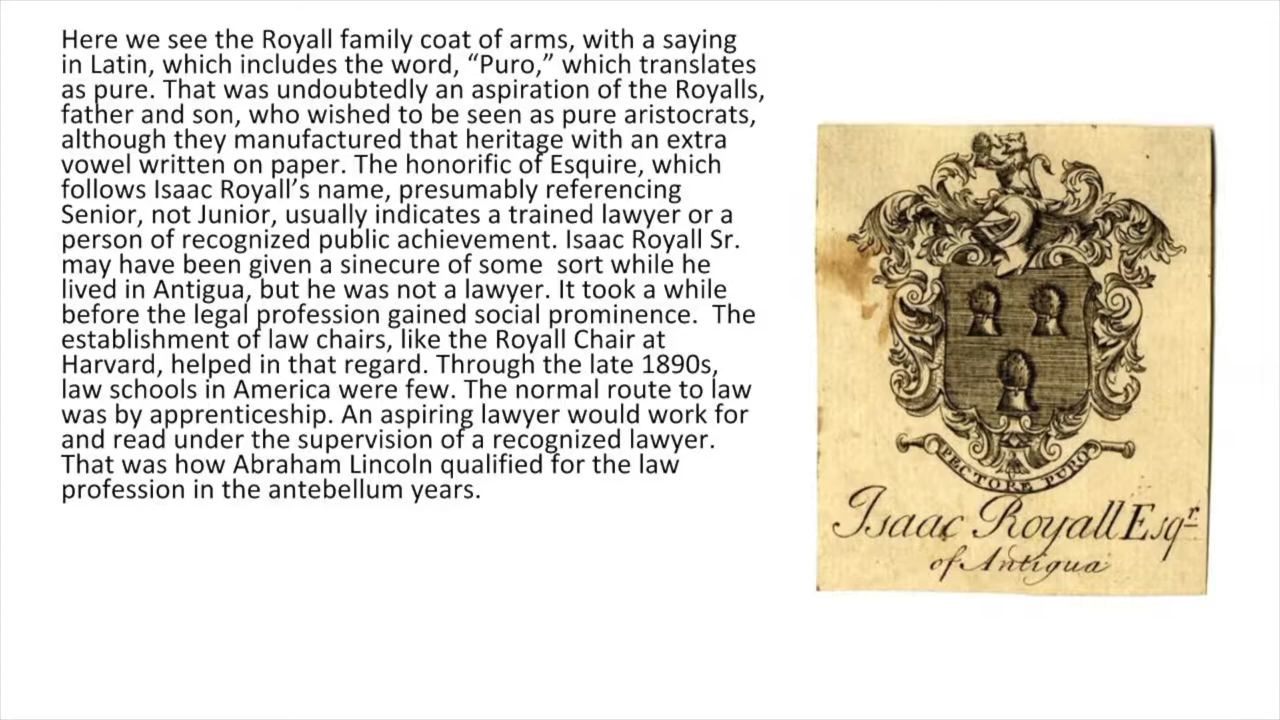 Here we see the Royall family coat of arms, with a saying
in Latin, which includes the word, “Puro,” which translates
as pure. That was undoubtedly an aspiration of the Royalls,
father and son, who wished to be seen as pure aristocrats,
although they manufactured that heritage with an extra
vowel written on paper. The honorific of Esquire, which
follows Isaac Royall’s name, presumably referencing
Senior, not Junior, usually indicates a trained lawyer or a
person of recognized public achievement. Isaac Royall Sr.
may have been given a sinecure of some  sort while he
lived in Antigua, but he was not a lawyer. It took a while
before the legal profession gained social prominence.  The
establishment of law chairs, like the Royall Chair at
Harvard, helped in that regard. Through the late 1890s,
law schools in America were few. The normal route to law
was by apprenticeship. An aspiring lawyer would work for
and read under the supervision of a recognized lawyer.
That was how Abraham Lincoln qualified for the law
profession in the antebellum years.
PECTORE PURO
Isaac Royall Esqr
of Antigua